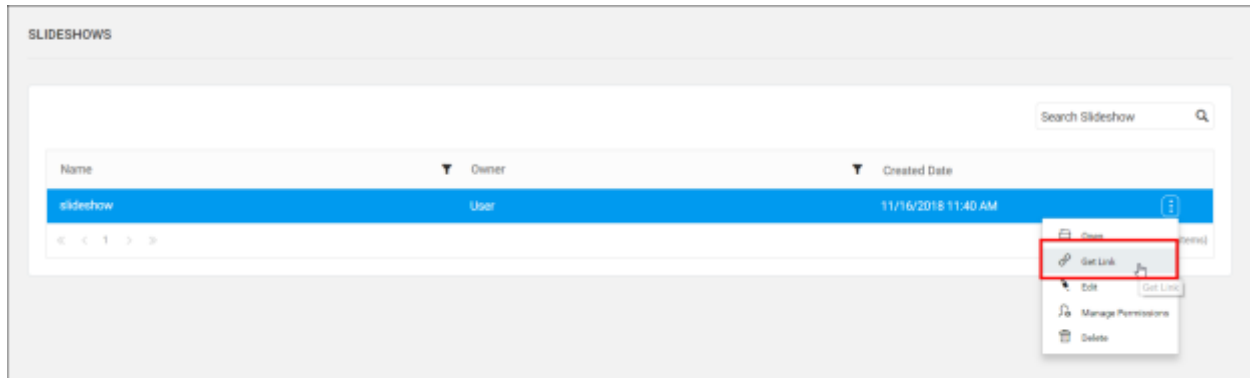 SLIDESHOWS
Search Slideshow
Name Owner Created Date
slideshow User 11/16/2018 11:40 AM
« < 1 > » items)
Open
Get Link
Edit Get Link
Manage Permissions
Delete